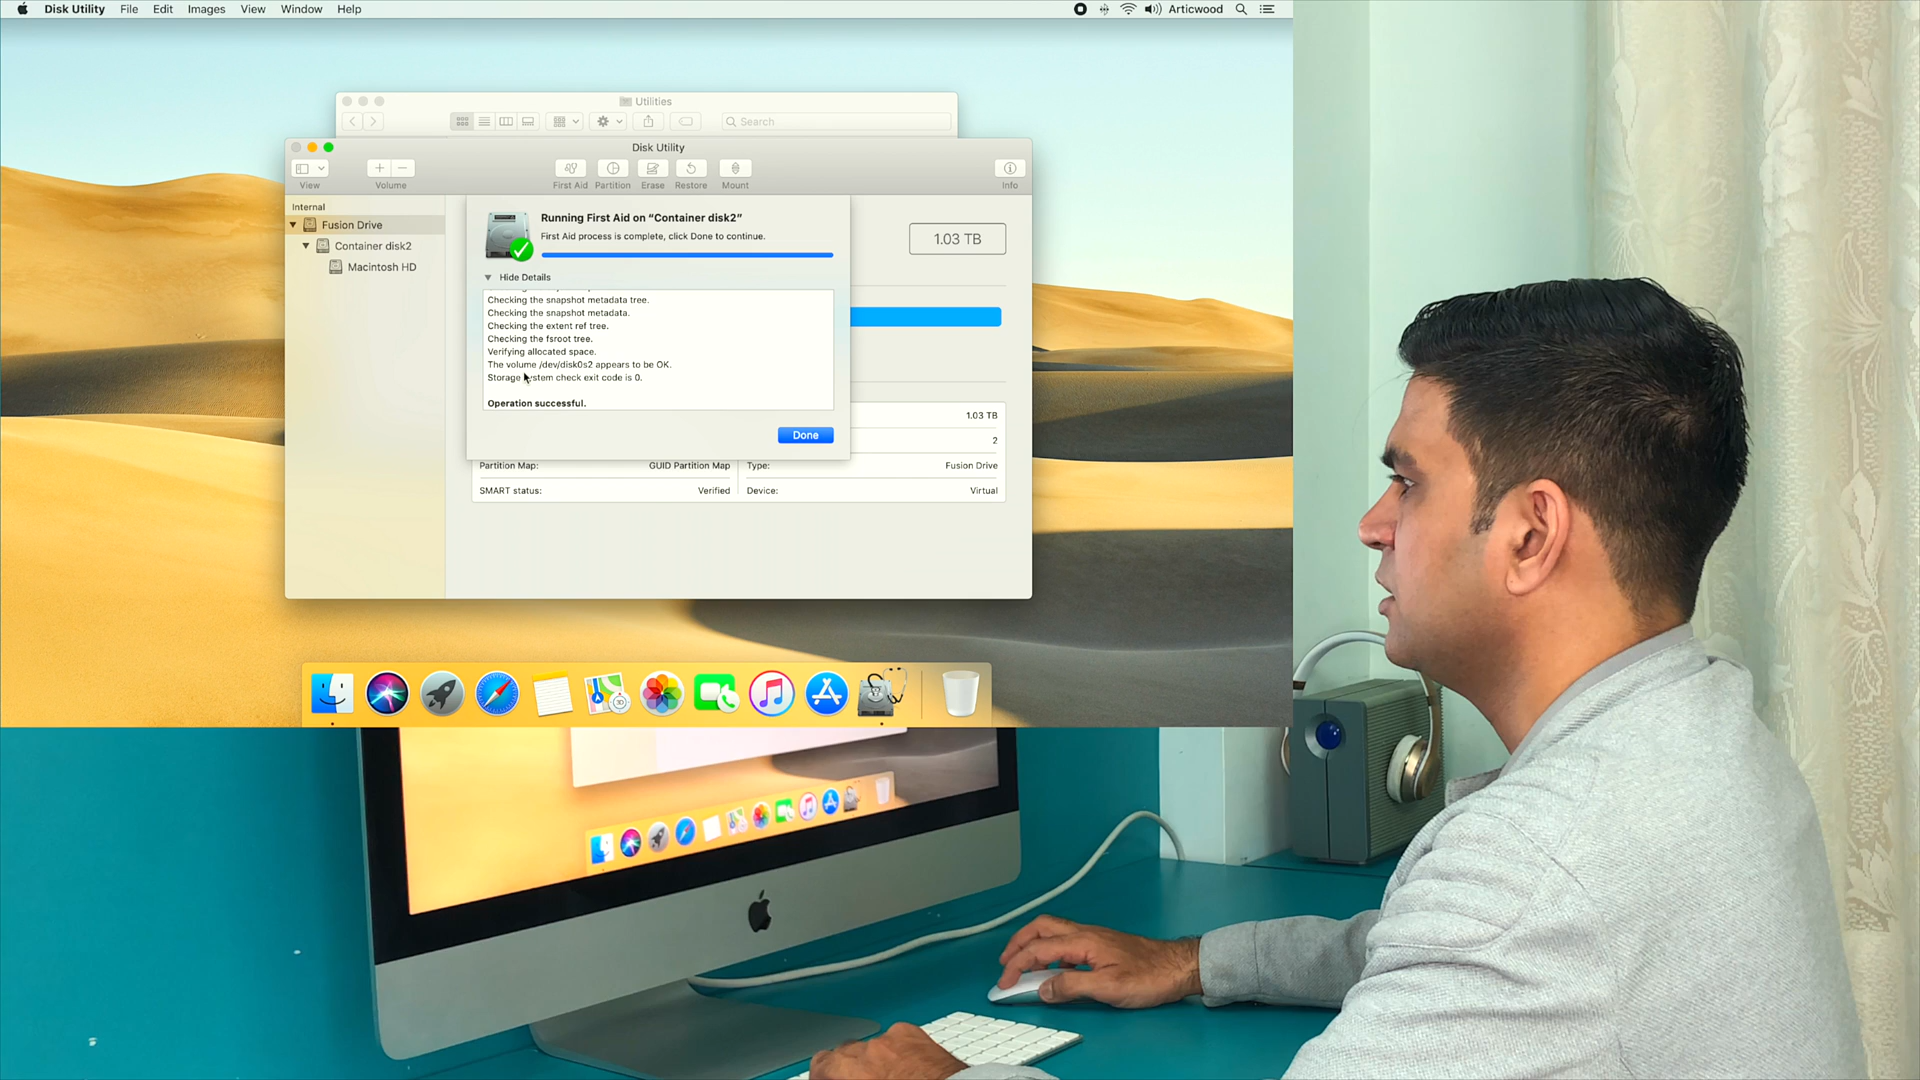 Disk Utility File Edit Images View Window Help
Articwood
Utilities
Search
Disk Utility
View Volume First Aid Partition Erase Restore Mount Info
Internal
Fusion Drive
Container disk2
Macintosh HD
Running First Aid on “Container disk2”
First Aid process is complete, click Done to continue.
1.03 TB
Hide Details
Checking the snapshot metadata tree.
Checking the snapshot metadata.
Checking the extent ref tree.
Checking the fsroot tree.
Verifying allocated space.
The volume /dev/disk0s2 appears to be OK.
Storage system check exit code is 0.
Operation successful.
Done
1.03 TB
2
Partition Map: GUID Partition Map Type: Fusion Drive
SMART status: Verified Device: Virtual
3D